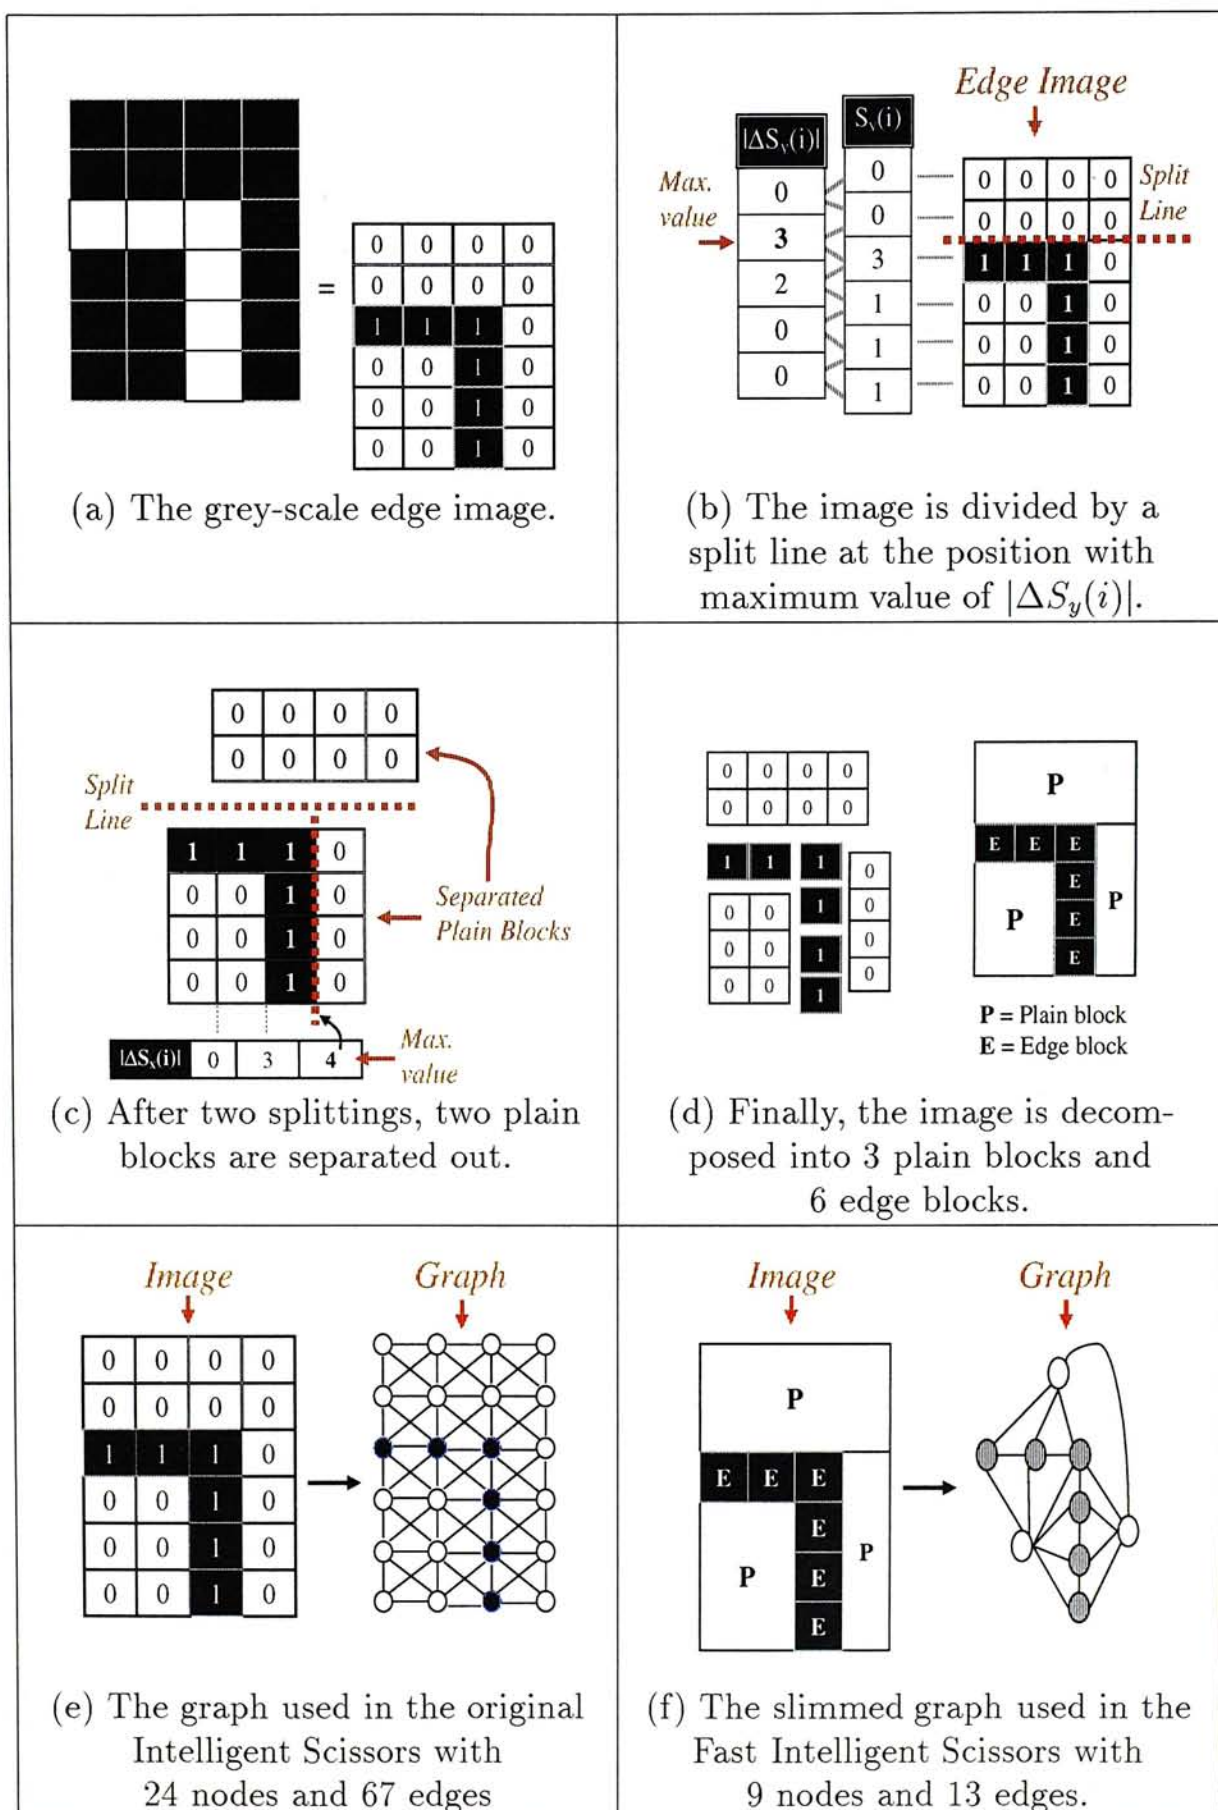 0 0 0 0
0 0 0 0
= 1 1 1 0
0 0 1 0
0 0 1 0
0 0 1 0
(a) The grey-scale edge image.
Edge Image
|ΔSy(i)| Sy(i)
0 0 0 0 0 0 Split
Max.
value 0 0 0 0 0 Line
3
3 1 1 1 0
2
1 0 0 1 0
0
1 0 0 1 0
0
1 0 0 1 0
(b) The image is divided by a
split line at the position with
maximum value of |ΔSy(i)|.
0 0 0 0
0 0 0 0
Split
Line
1 1 1 0
0 0 1 0
0 0 1 0
0 0 1 0
Separated
Plain Blocks
|ΔSx(i)| 0 3 4
Max.
value
(c) After two splittings, two plain
blocks are separated out.
0 0 0 0
0 0 0 0
1 1 1 0
0 0 1 0
0 0 1 0
0 0 1 0
P
E E E
E
P E P
E
P = Plain block
E = Edge block
(d) Finally, the image is decom-
posed into 3 plain blocks and
6 edge blocks.
Image Graph
0 0 0 0
0 0 0 0
1 1 1 0
0 0 1 0
0 0 1 0
0 0 1 0
(e) The graph used in the original
Intelligent Scissors with
24 nodes and 67 edges
Image Graph
P
E E E
E
P
P E
E
(f) The slimmed graph used in the
Fast Intelligent Scissors with
9 nodes and 13 edges.